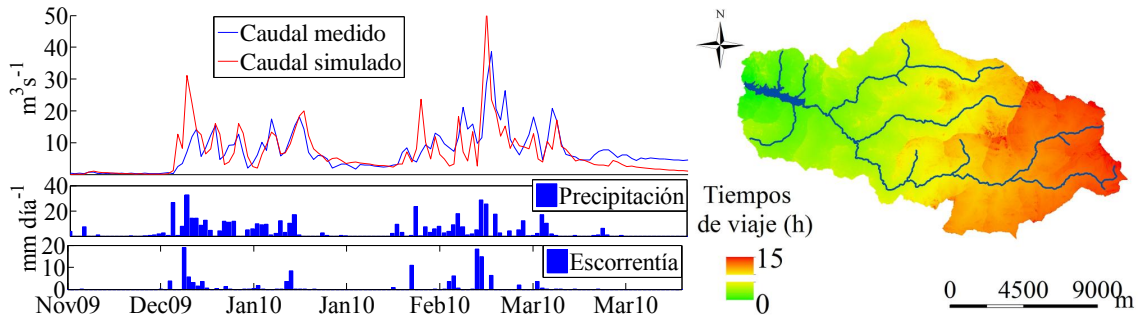 50
40
30
20
10
m³s⁻¹
Caudal medido
Caudal simulado
40
20
Precipitación
mm día⁻¹
20
10
0
Escorrentía
Nov09 Dec09 Jan10 Jan10 Feb10 Mar10 Mar10
N
Tiempos
de viaje (h)
15
0
0 4500 9000
m